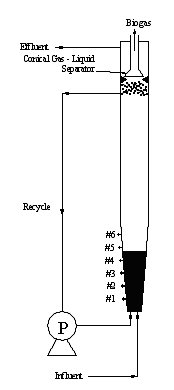 Biogas
Effluent
Conical Gas - Liquid
Separator
Recycle
#6
#5
#4
#3
#2
#1
P
Influent